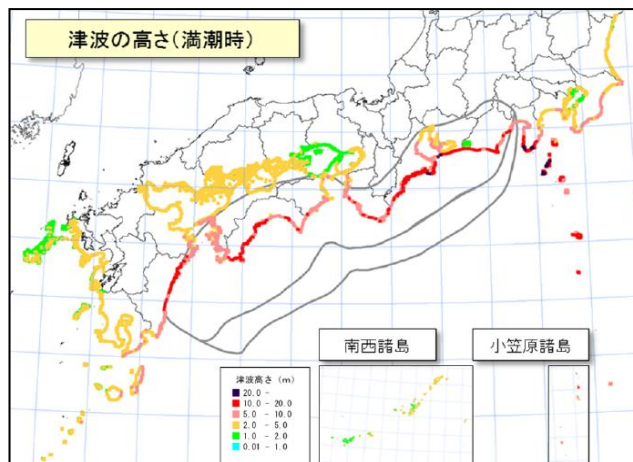 津波の高さ(満潮時)
南西諸島
小笠原諸島
津波高さ (m)
20.0 -
10.0 - 20.0
5.0 - 10.0
2.0 - 5.0
1.0 - 2.0
0.01 - 1.0